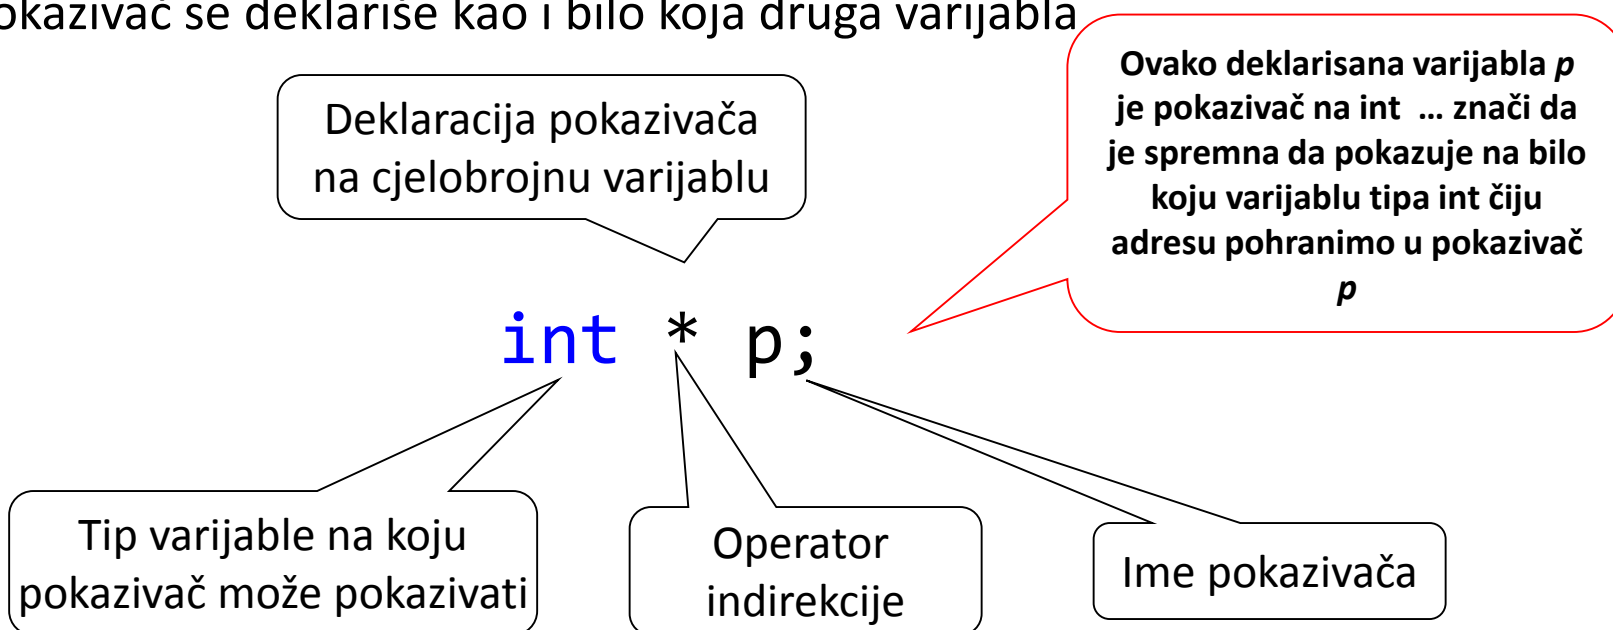 okazivač se deklariše kao i bilo koja druga varijabla
Ovako deklarisana varijabla p
je pokazivač na int … znači da
je spremna da pokazuje na bilo
koju varijablu tipa int čiju
adresu pohranimo u pokazivač
p
Deklaracija pokazivača
na cjelobrojnu varijablu
int * p;
Tip varijable na koju
pokazivač može pokazivati
Operator
indirekcije
Ime pokazivača